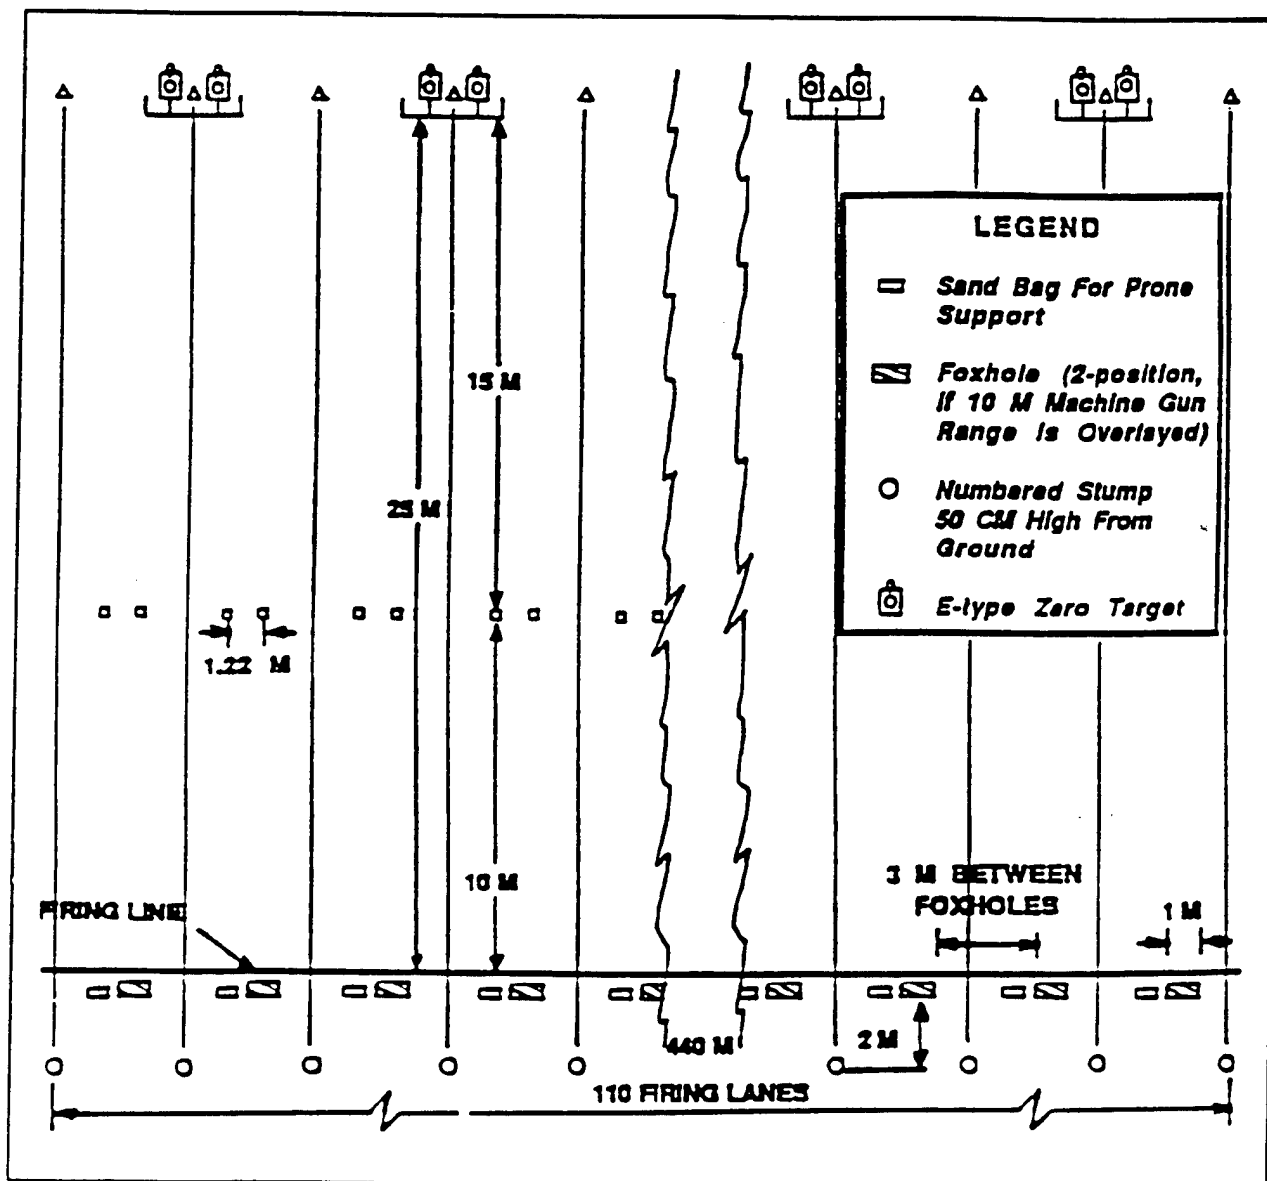 LEGEND
Sand Bag For Prone
Support
Foxhole (2-position,
If 10 M Machine Gun
Range Is Overlayed)
Numbered Stump
50 CM High From
Ground
E-type Zero Target
15 M
25 M
1.22 M
10 M
3 M BETWEEN
FOXHOLES
1 M
FIRING LINE
440 M
2 M
110 FIRING LANES